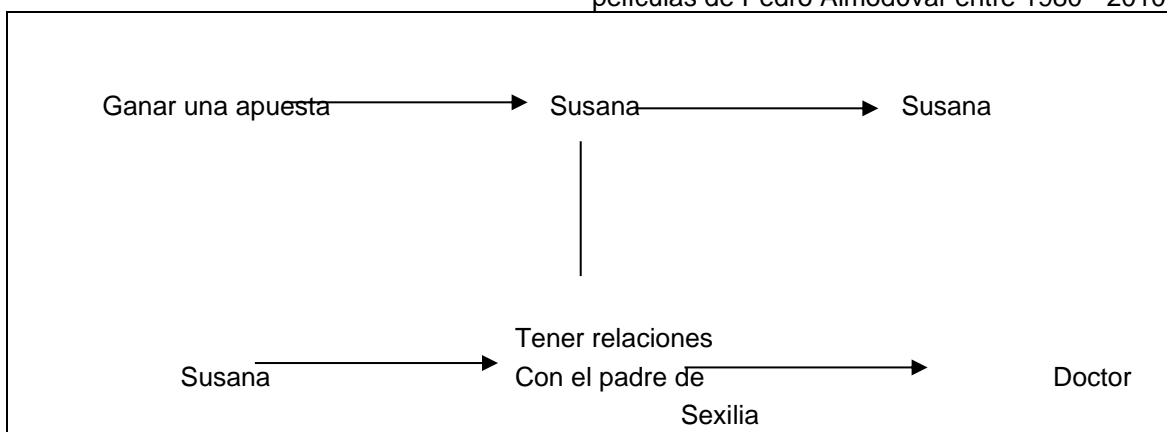 películas de Pedro Almodóvar entre 1980 - 2010
Ganar una apuesta Susana Susana
Tener relaciones
Susana Con el padre de Doctor
Sexilia